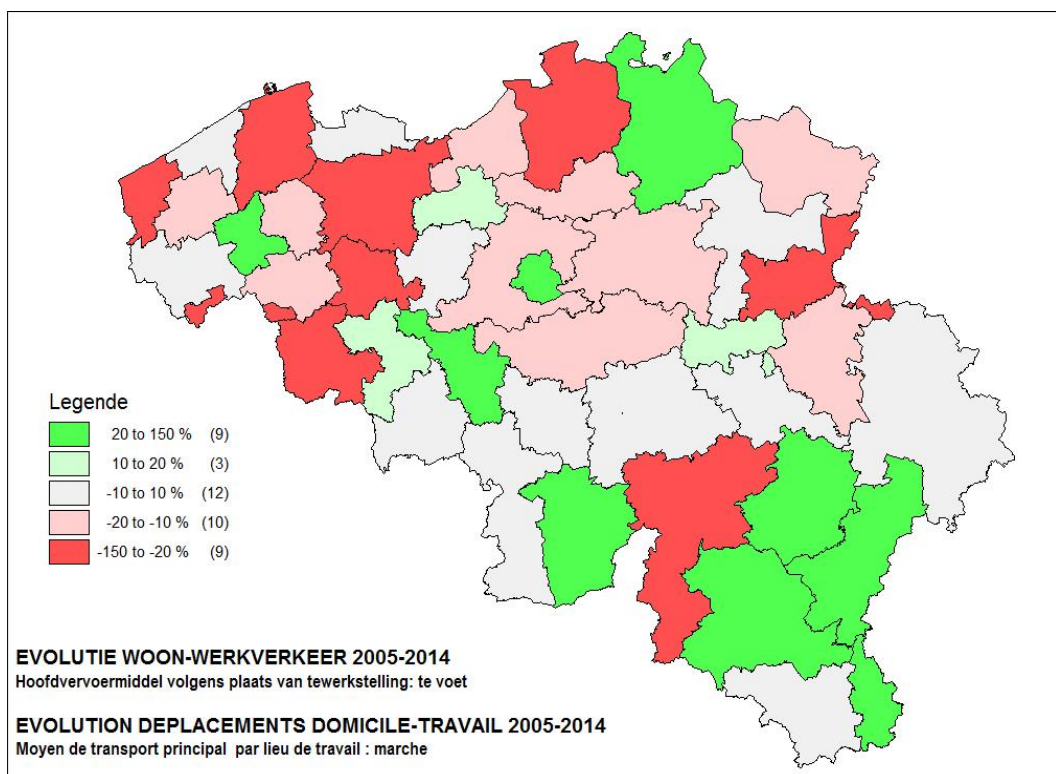 Legende
20 to 150 % (9)
10 to 20 % (3)
-10 to 10 % (12)
-20 to -10 % (10)
-150 to -20 % (9)
EVOLUTIE WOON-WERKVERKEER 2005-2014
Hoofdvervoermiddel volgens plaats van tewerkstelling: te voet
EVOLUTION DEPLACEMENTS DOMICILE-TRAVAIL 2005-2014
Moyen de transport principal par lieu de travail : marche